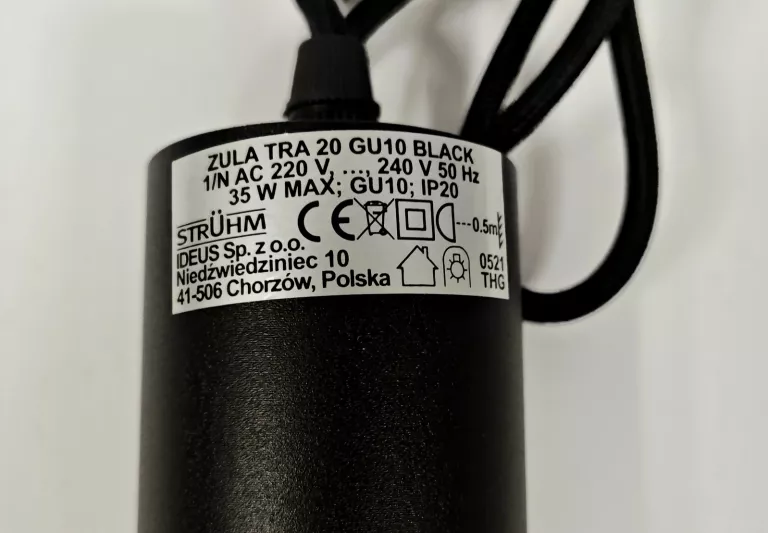 ZULA TRA 20 GU10 BLACK
1/N AC 220 V, ..., 240 V 50 Hz
35 W MAX; GU10; IP20
STRÜHM
CE
---0.5m
IDEUS Sp. z o.o.
Niedźwiedziniec 10
41-506 Chorzów, Polska
0521
THG